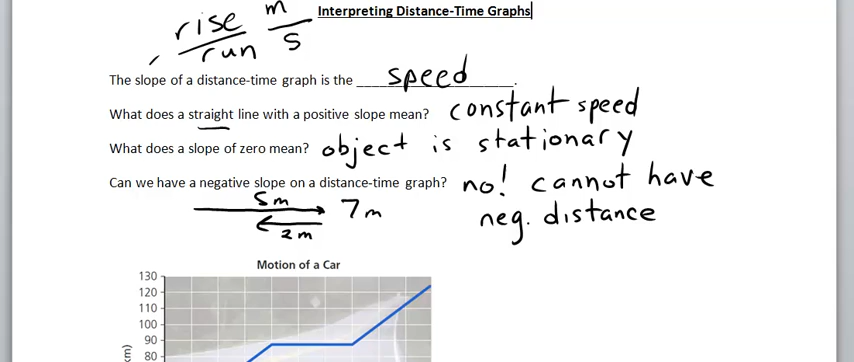 Interpreting Distance-Time Graphs
rise m
run s
The slope of a distance-time graph is the speed.
What does a straight line with a positive slope mean? constant speed
What does a slope of zero mean? object is stationary
Can we have a negative slope on a distance-time graph? no! cannot have
neg. distance
5m
7m
2m
Motion of a Car
130
120
110
100
90
80
m)